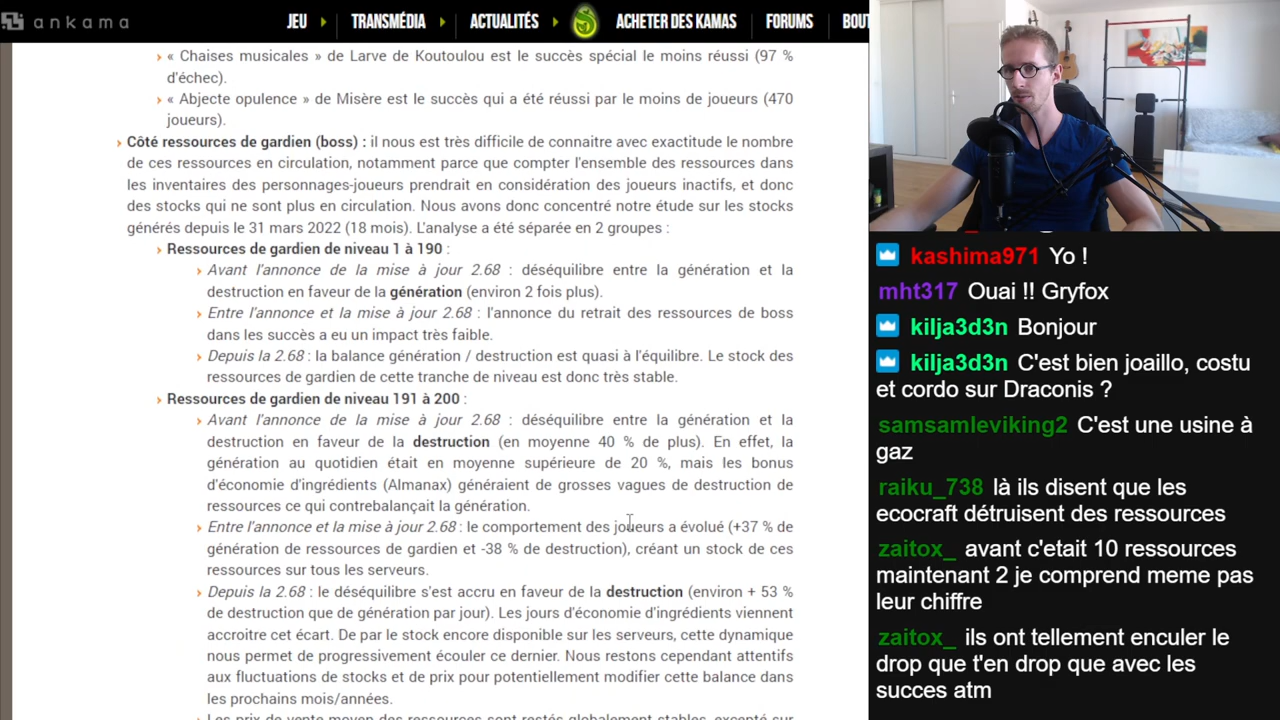 ankama
JEU
TRANSMÉDIA
ACTUALITÉS
ACHETER DES KAMAS
FORUMS
BOUT
« Chaises musicales » de Larve de Koutoulou est le succès spécial le moins réussi (97 %
d'échec).
« Abjecte opulence » de Misère est le succès qui a été réussi par le moins de joueurs (470
joueurs).
Côté ressources de gardien (boss) : il nous est très difficile de connaitre avec exactitude le nombre
de ces ressources en circulation, notamment parce que compter l'ensemble des ressources dans
les inventaires des personnages-joueurs prendrait en considération des joueurs inactifs, et donc
des stocks qui ne sont plus en circulation. Nous avons donc concentré notre étude sur les stocks
générés depuis le 31 mars 2022 (18 mois). L'analyse a été séparée en 2 groupes :
Ressources de gardien de niveau 1 à 190 :
Avant l'annonce de la mise à jour 2.68 : déséquilibre entre la génération et la
destruction en faveur de la génération (environ 2 fois plus).
Entre l'annonce et la mise à jour 2.68 : l'annonce du retrait des ressources de boss
dans les succès a eu un impact très faible.
Depuis la 2.68 : la balance génération / destruction est quasi à l'équilibre. Le stock des
ressources de gardien de cette tranche de niveau est donc très stable.
Ressources de gardien de niveau 191 à 200 :
Avant l'annonce de la mise à jour 2.68 : déséquilibre entre la génération et la
destruction en faveur de la destruction (en moyenne 40 % de plus). En effet, la
génération au quotidien était en moyenne supérieure de 20 %, mais les bonus
d'économie d'ingrédients (Almanax) généraient de grosses vagues de destruction de
ressources ce qui contrebalançait la génération.
Entre l'annonce et la mise à jour 2.68 : le comportement des joueurs a évolué (+37 % de
génération de ressources de gardien et -38 % de destruction), créant un stock de ces
ressources sur tous les serveurs.
Depuis la 2.68 : le déséquilibre s'est accru en faveur de la destruction (environ + 53 %
de destruction que de génération par jour). Les jours d'économie d'ingrédients viennent
accroitre cet écart. De par le stock encore disponible sur les serveurs, cette dynamique
nous permet de progressivement écouler ce dernier. Nous restons cependant attentifs
aux fluctuations de stocks et de prix pour potentiellement modifier cette balance dans
les prochains mois/années.
Les prix de vente moyen des ressources sont restés globalement stables, excepté sur
kashima971 Yo !
mht317 Ouai !! Gryfox
kilja3d3n Bonjour
kilja3d3n C'est bien joaillo, costu
et cordo sur Draconis ?
samsamleviking2 C'est une usine à
gaz
raiku_738 là ils disent que les
ecocraft détruisent des ressources
zaitox_ avant c'etait 10 ressources
maintenant 2 je comprend meme pas
leur chiffre
zaitox_ ils ont tellement enculer le
drop que t'en drop que avec les
succes atm